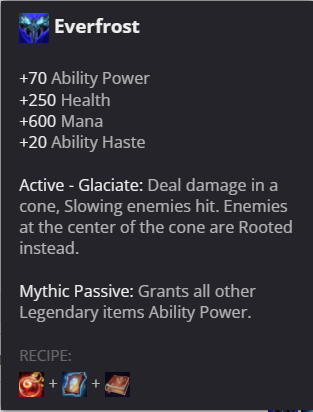 Everfrost
+70 Ability Power
+250 Health
+600 Mana
+20 Ability Haste
Active - Glaciate: Deal damage in a
cone, Slowing enemies hit. Enemies
at the center of the cone are Rooted
instead.
Mythic Passive: Grants all other
Legendary items Ability Power.
RECIPE:
+ +